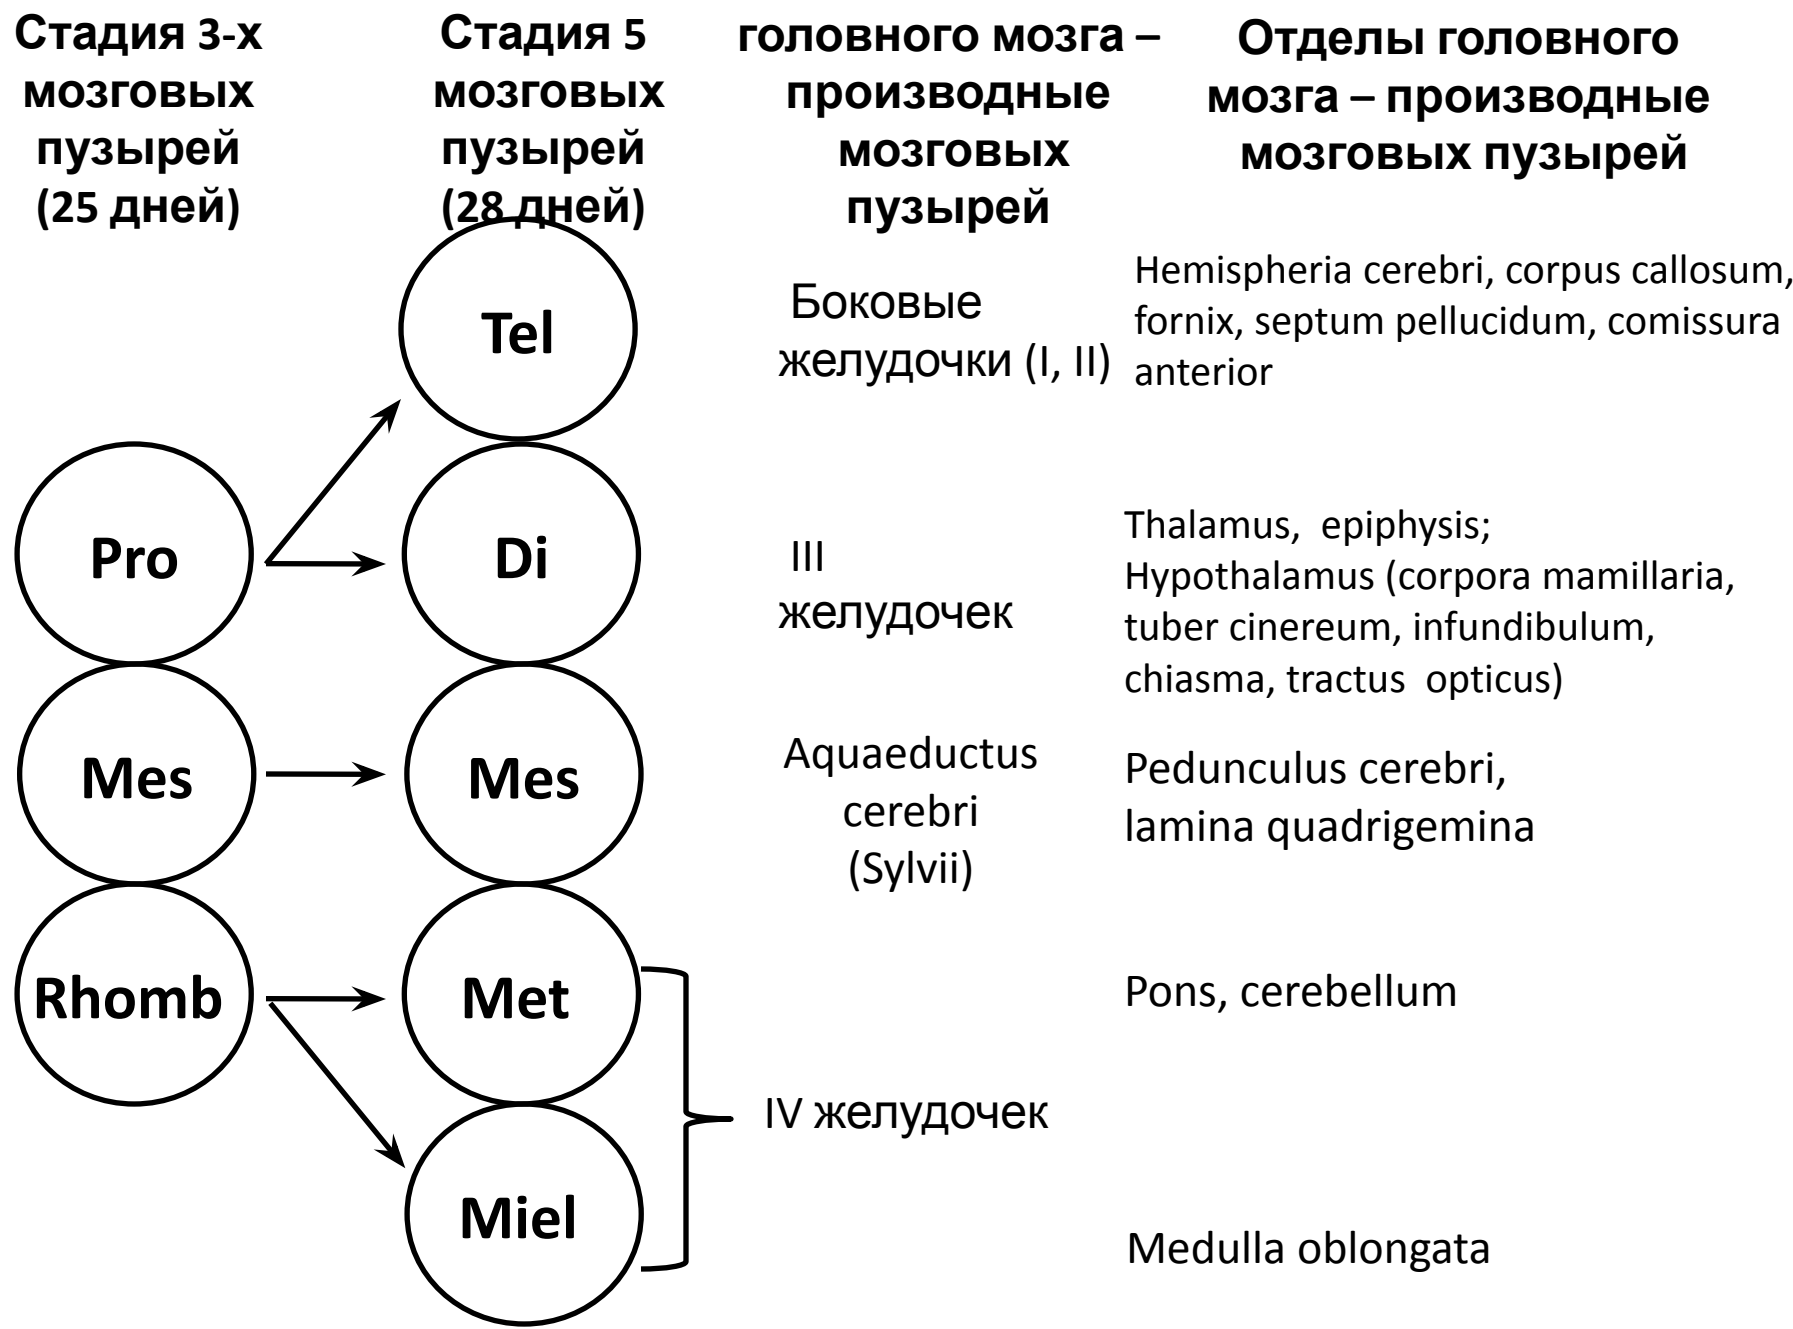 Стадия 3-х
мозговых
пузырей
(25 дней)
Стадия 5
мозговых
пузырей
(28 дней)
головного мозга –
производные
мозговых
пузырей
Отделы головного
мозга – производные
мозговых пузырей
Tel
Боковые
желудочки (I, II)
Hemispheria cerebri, corpus callosum,
fornix, septum pellucidum, comissura
anterior
Pro
Di
III
желудочек
Thalamus, epiphysis;
Hypothalamus (corpora mamillaria,
tuber cinereum, infundibulum,
chiasma, tractus opticus)
Mes
Mes
Aquaeductus
cerebri
(Sylvii)
Pedunculus cerebri,
lamina quadrigemina
Rhomb
Met
Pons, cerebellum
IV желудочек
Miel
Medulla oblongata